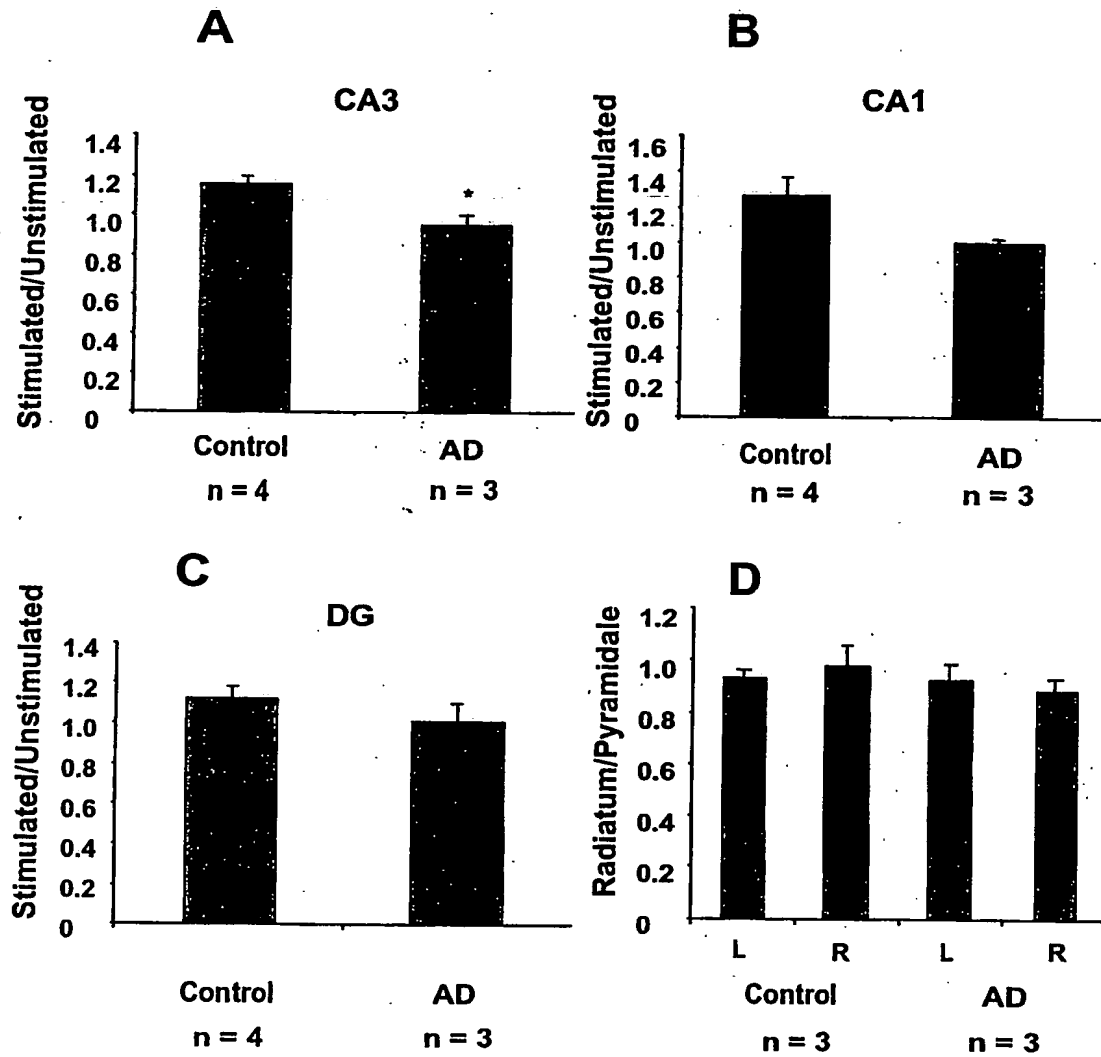 A
CA3
Stimulated/Unstimulated
1.4
1.2
1.0
0.8
0.6
0.4
0.2
0
*
Control
AD
n = 4
n = 3
B
CA1
Stimulated/Unstimulated
1.6
1.4
1.2
1.0
0.8
0.6
0.4
0.2
0
Control
AD
n = 4
n = 3
C
DG
Stimulated/Unstimulated
1.4
1.2
1.0
0.8
0.6
0.4
0.2
0
Control
AD
n = 4
n = 3
D
Radiatum/Pyramidale
1.2
1.0
0.8
0.6
0.4
0.2
0
L R L R
Control
AD
n = 3
n = 3